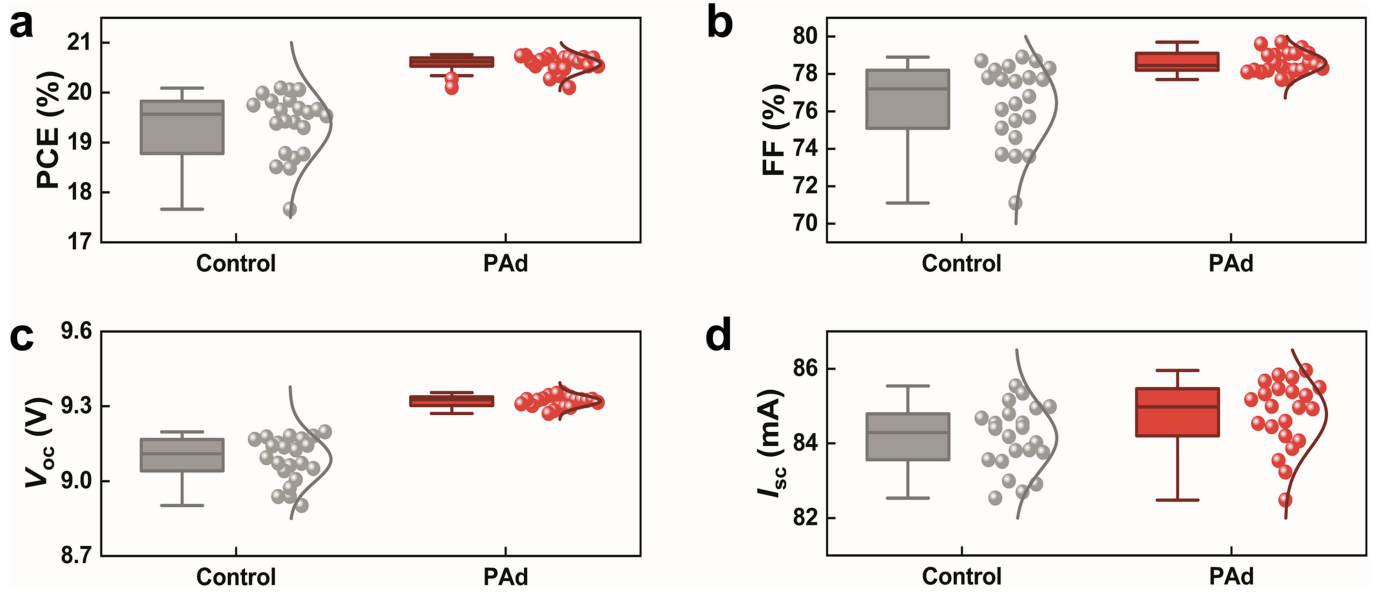 a
PCE (%)
21
20
19
18
17
Control
PAd
b
FF (%)
80
78
76
74
72
70
Control
PAd
c
Voc (V)
9.6
9.3
9.0
8.7
Control
PAd
d
Isc (mA)
86
84
82
Control
PAd